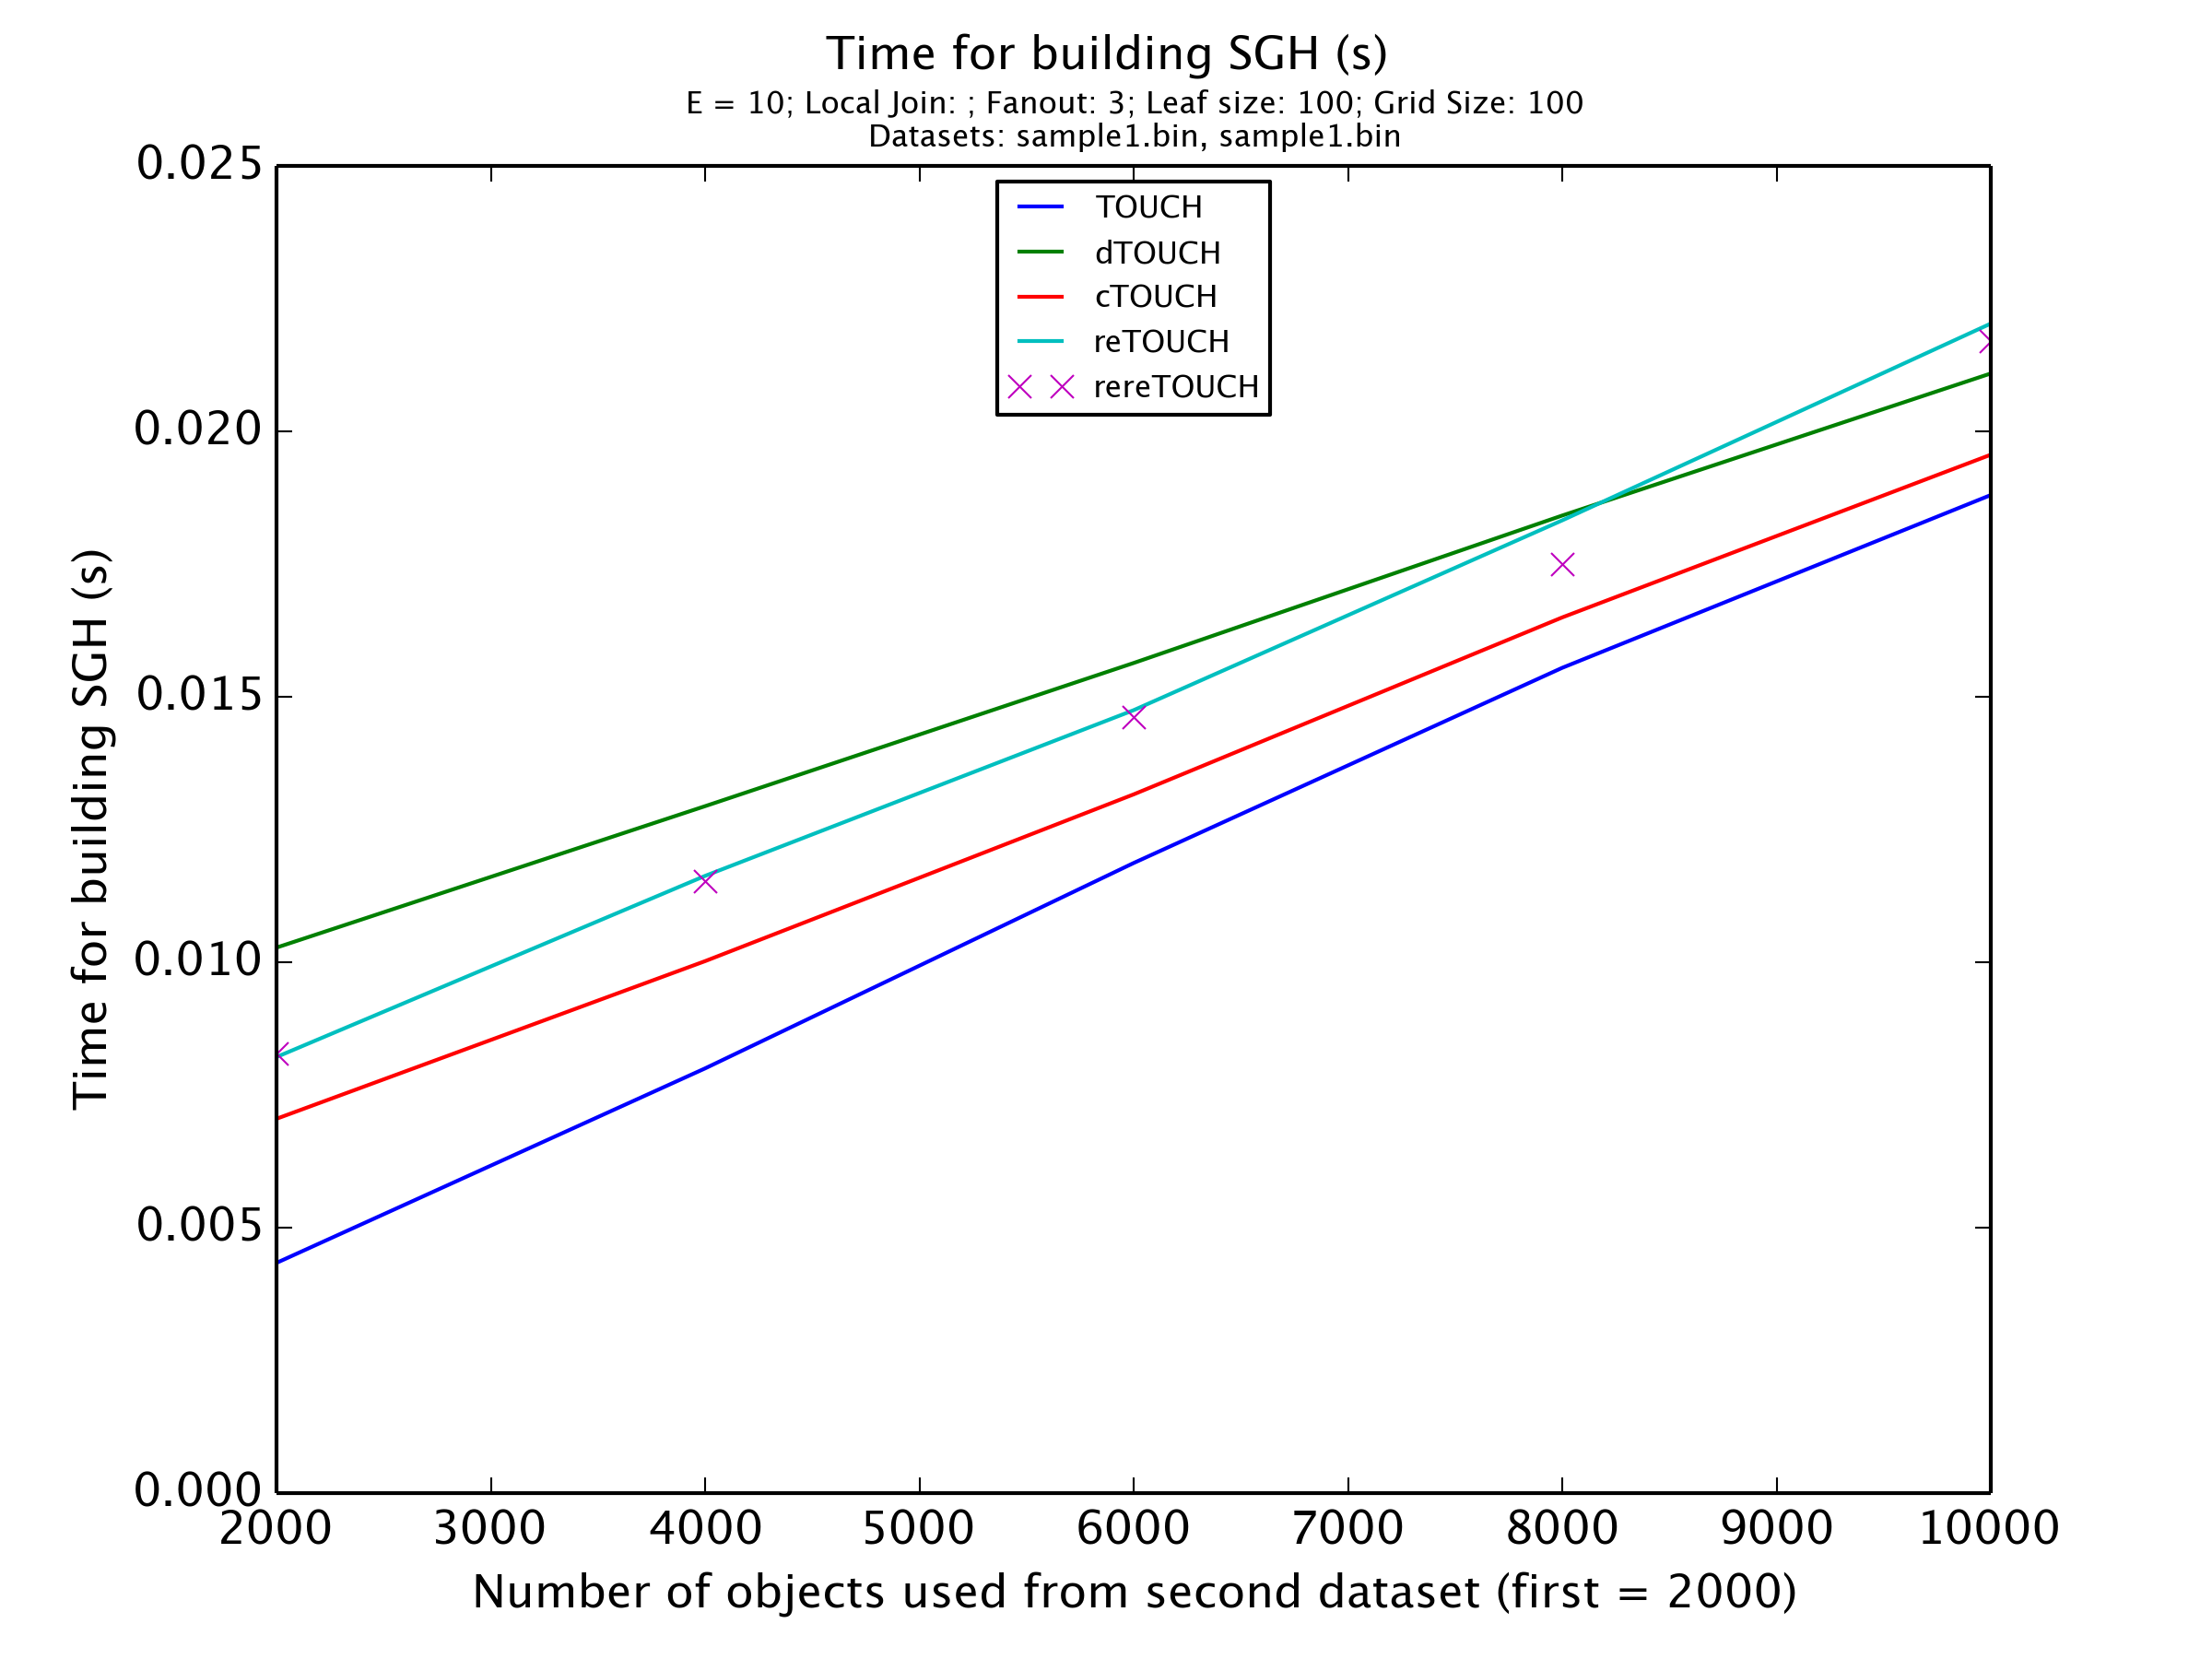 Time for building SGH (s)
E = 10; Local Join: ; Fanout: 3; Leaf size: 100; Grid Size: 100
Datasets: sample1.bin, sample1.bin
TOUCH
dTOUCH
cTOUCH
reTOUCH
rereTOUCH
Time for building SGH (s)
0.025
0.020
0.015
0.010
0.005
0.000
2000 3000 4000 5000 6000 7000 8000 9000 10000
Number of objects used from second dataset (first = 2000)